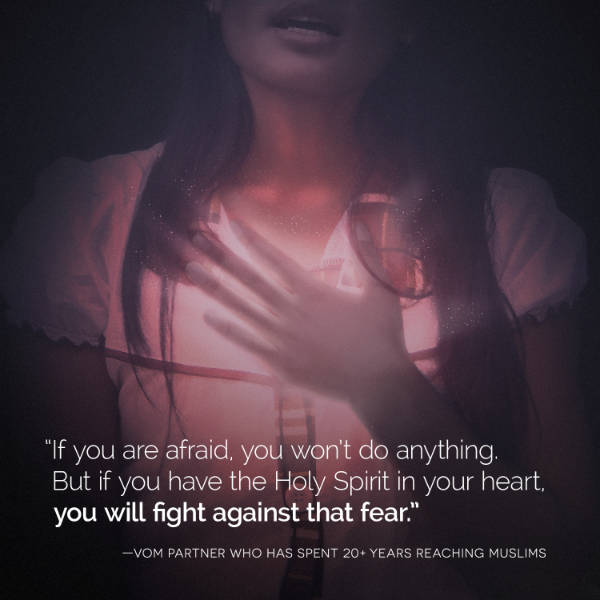 “If you are afraid, you won’t do anything.
But if you have the Holy Spirit in your heart,
you will fight against that fear.”
—VOM PARTNER WHO HAS SPENT 20+ YEARS REACHING MUSLIMS